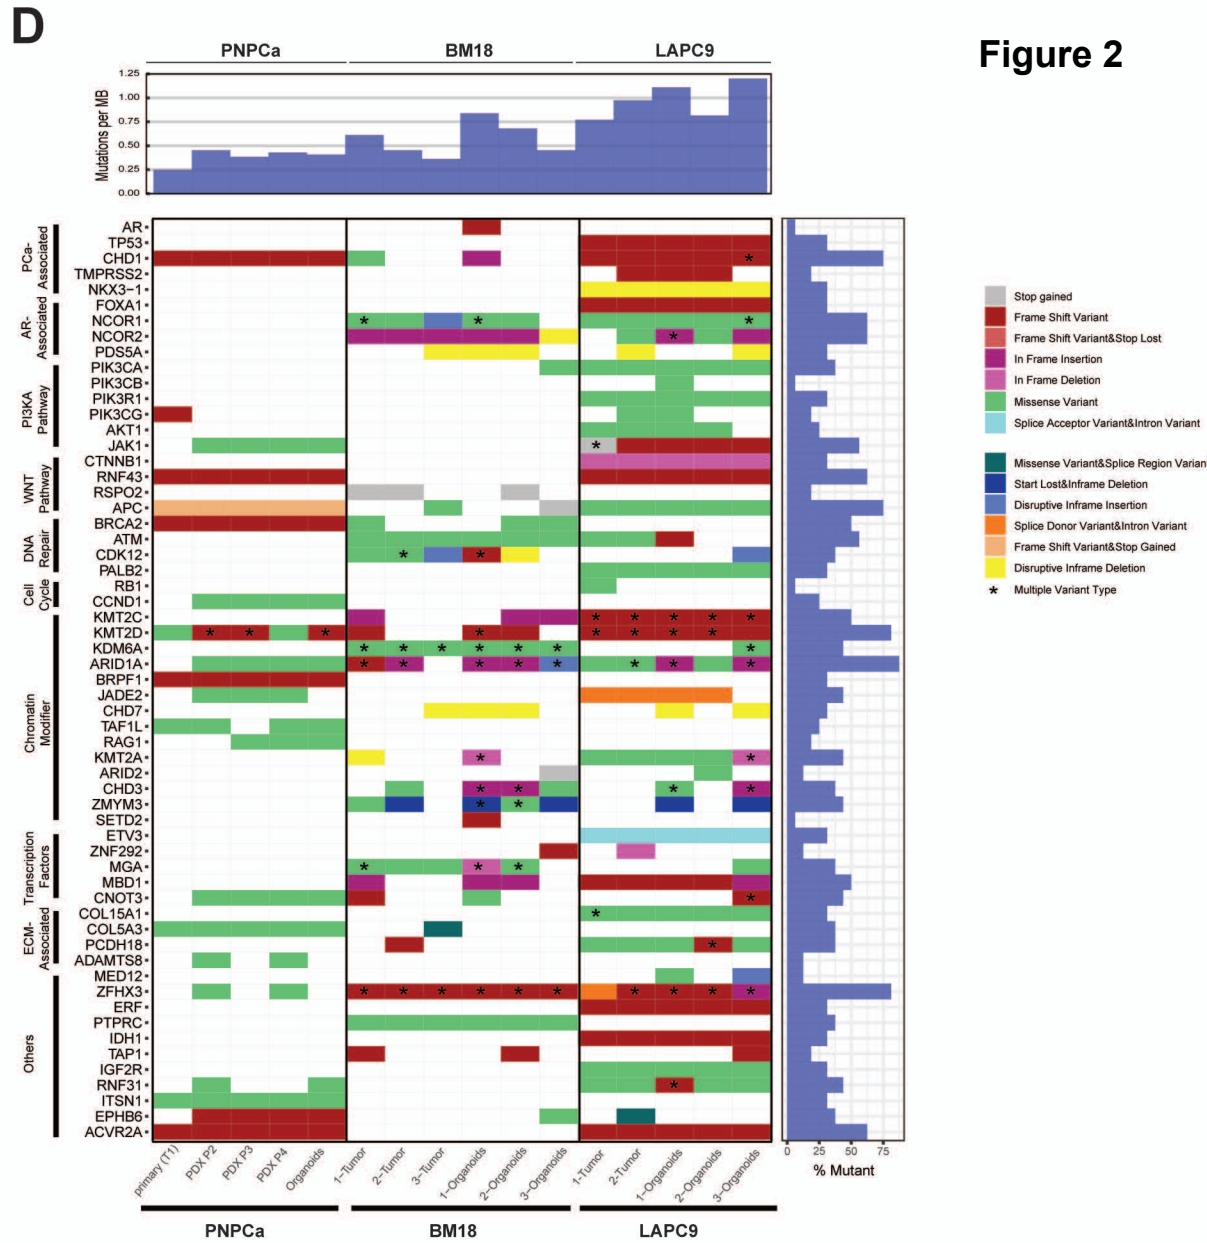 D
Figure 2
PNPCa
BM18
LAPC9
Mutations per MB
1.25
1.00
0.75
0.50
0.25
0.00
PCa-
Associated
AR
TP53
CHD1
TMPRSS2
NKX3-1
AR-
Associated
FOXA1
NCOR1
NCOR2
PDS5A
PI3KA
Pathway
PIK3CA
PIK3CB
PIK3R1
PIK3CG
AKT1
JAK1
WNT
Pathway
CTNNB1
RNF43
RSPO2
APC
DNA
Repair
BRCA2
ATM
CDK12
PALB2
Cell
Cycle
RB1
CCND1
Chromatin
Modifier
KMT2C
KMT2D
KDM6A
ARID1A
BRPF1
JADE2
CHD7
TAF1L
RAG1
KMT2A
ARID2
CHD3
ZMYM3
SETD2
Transcription
Factors
ETV3
ZNF292
MGA
MBD1
CNOT3
ECM-
Associated
COL15A1
COL5A3
PCDH18
ADAMTS8
Others
MED12
ZFHX3
ERF
PTPRC
IDH1
TAP1
IGF2R
RNF31
ITSN1
EPHB6
ACVR2A
Stop gained
Frame Shift Variant
Frame Shift Variant&Stop Lost
In Frame Insertion
In Frame Deletion
Missense Variant
Splice Acceptor Variant&Intron Variant
Missense Variant&Splice Region Variant
Start Lost&Inframe Deletion
Disruptive Inframe Insertion
Splice Donor Variant&Intron Variant
Frame Shift Variant&Stop Gained
Disruptive Inframe Deletion
* Multiple Variant Type
primary (T1)
PDX P2
PDX P3
PDX P4
Organoids
1-Tumor
2-Tumor
3-Tumor
1-Organoids
2-Organoids
3-Organoids
1-Tumor
2-Tumor
1-Organoids
2-Organoids
3-Organoids
0 25 50 75
% Mutant
PNPCa
BM18
LAPC9